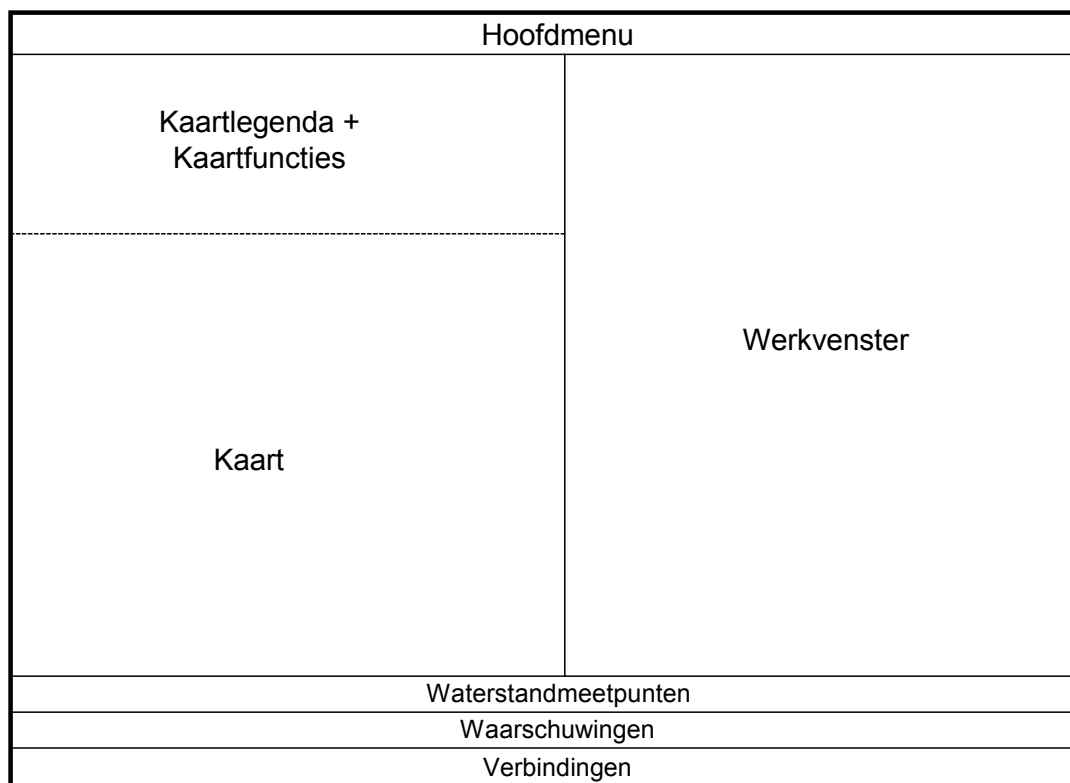 Hoofdmenu
Kaartlegenda +
Kaartfuncties
Werkvenster
Kaart
Waterstandmeetpunten
Waarschuwingen
Verbindingen